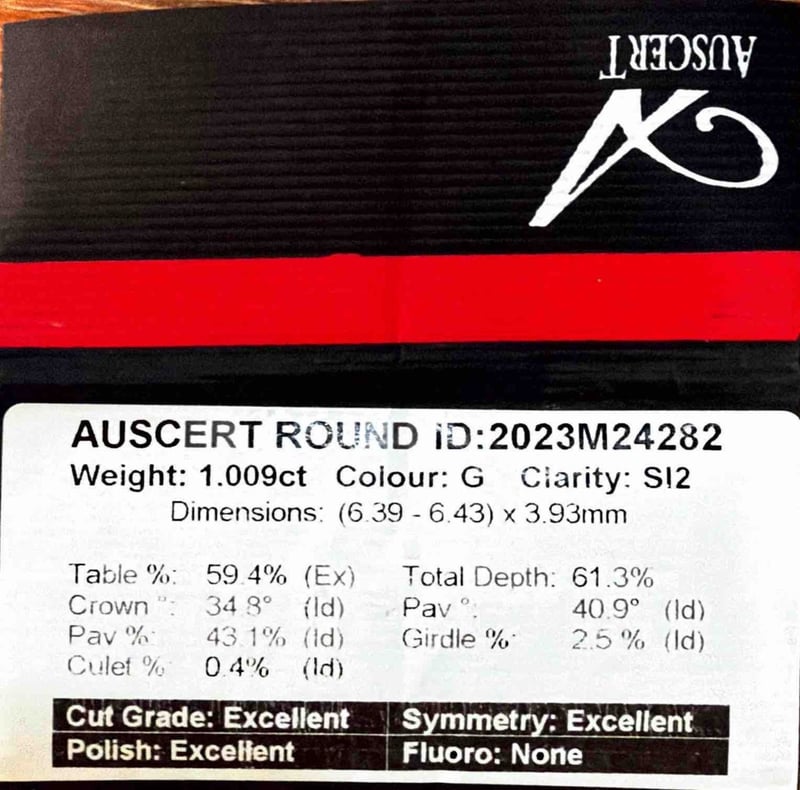 AUSCERT
AUSCERT ROUND iD:2023M24282
Weight: 1.009ct Colour: G Clarity: SI2
Dimensions: (6.39 - 6.43) x 3.93mm
Table %: 59.4% (Ex) Total Depth: 61.3%
Crown °: 34.8° (Id) Pav °: 40.9° (Id)
Pav %: 43.1% (Id) Girdle %: 2.5 % (Id)
Culet %: 0.4% (Id)
Cut Grade: Excellent Symmetry: Excellent
Polish: Excellent Fluoro: None